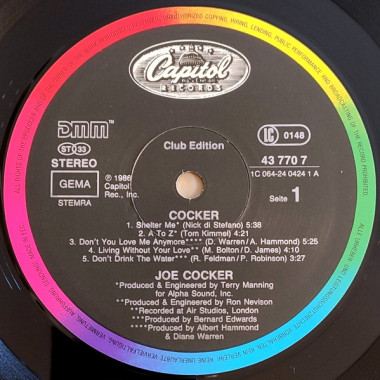 Capitol
RECORDS
DMM™
ST 33
STEREO
GEMA
STEMRA
℗ 1986
Capitol
Rec., Inc.
Club Edition
LC 0148
43 770 7
1C 064-24 0424 1 A
Seite 1
COCKER
1. Shelter Me* (Nick di Stefano) 5:38
2. A To Z* (Tom Kimmel) 4:21
3. Don't You Love Me Anymore**** (D. Warren/A. Hammond) 5:25
4. Living Without Your Love** (M. Bolton/D. James) 4:10
5. Don't Drink The Water*** (R. Feldman/P. Robinson) 3:27
JOE COCKER
*Produced & Engineered by Terry Manning
for Alpha Sound, Inc.
**Produced & Engineered by Ron Nevison
**Recorded at Air Studios, London
***Produced by Bernard Edwards
****Produced by Albert Hammond
& Diane Warren